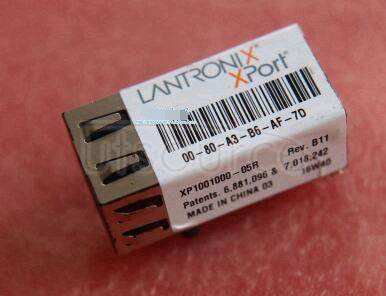 LANTRONIX®
XPort®
00-80-A3-B6-AF-7D
XP1001000-05R Rev. B11
Patents. 6,881,096 & 7,018,242
MADE IN CHINA 03 16W40